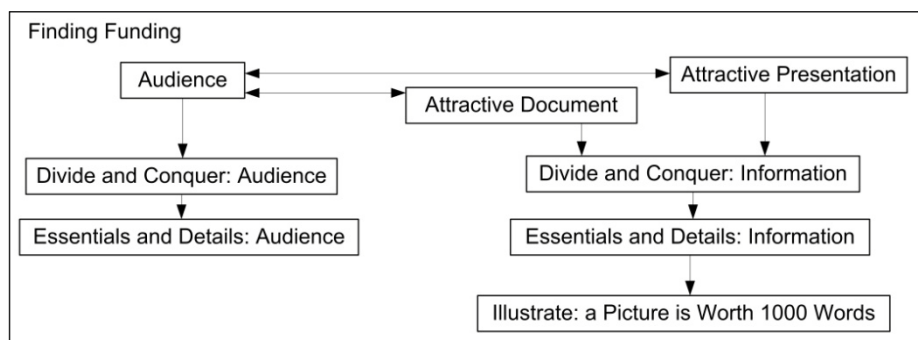 Finding Funding
Audience
Attractive Presentation
Attractive Document
Divide and Conquer: Audience
Divide and Conquer: Information
Essentials and Details: Audience
Essentials and Details: Information
Illustrate: a Picture is Worth 1000 Words